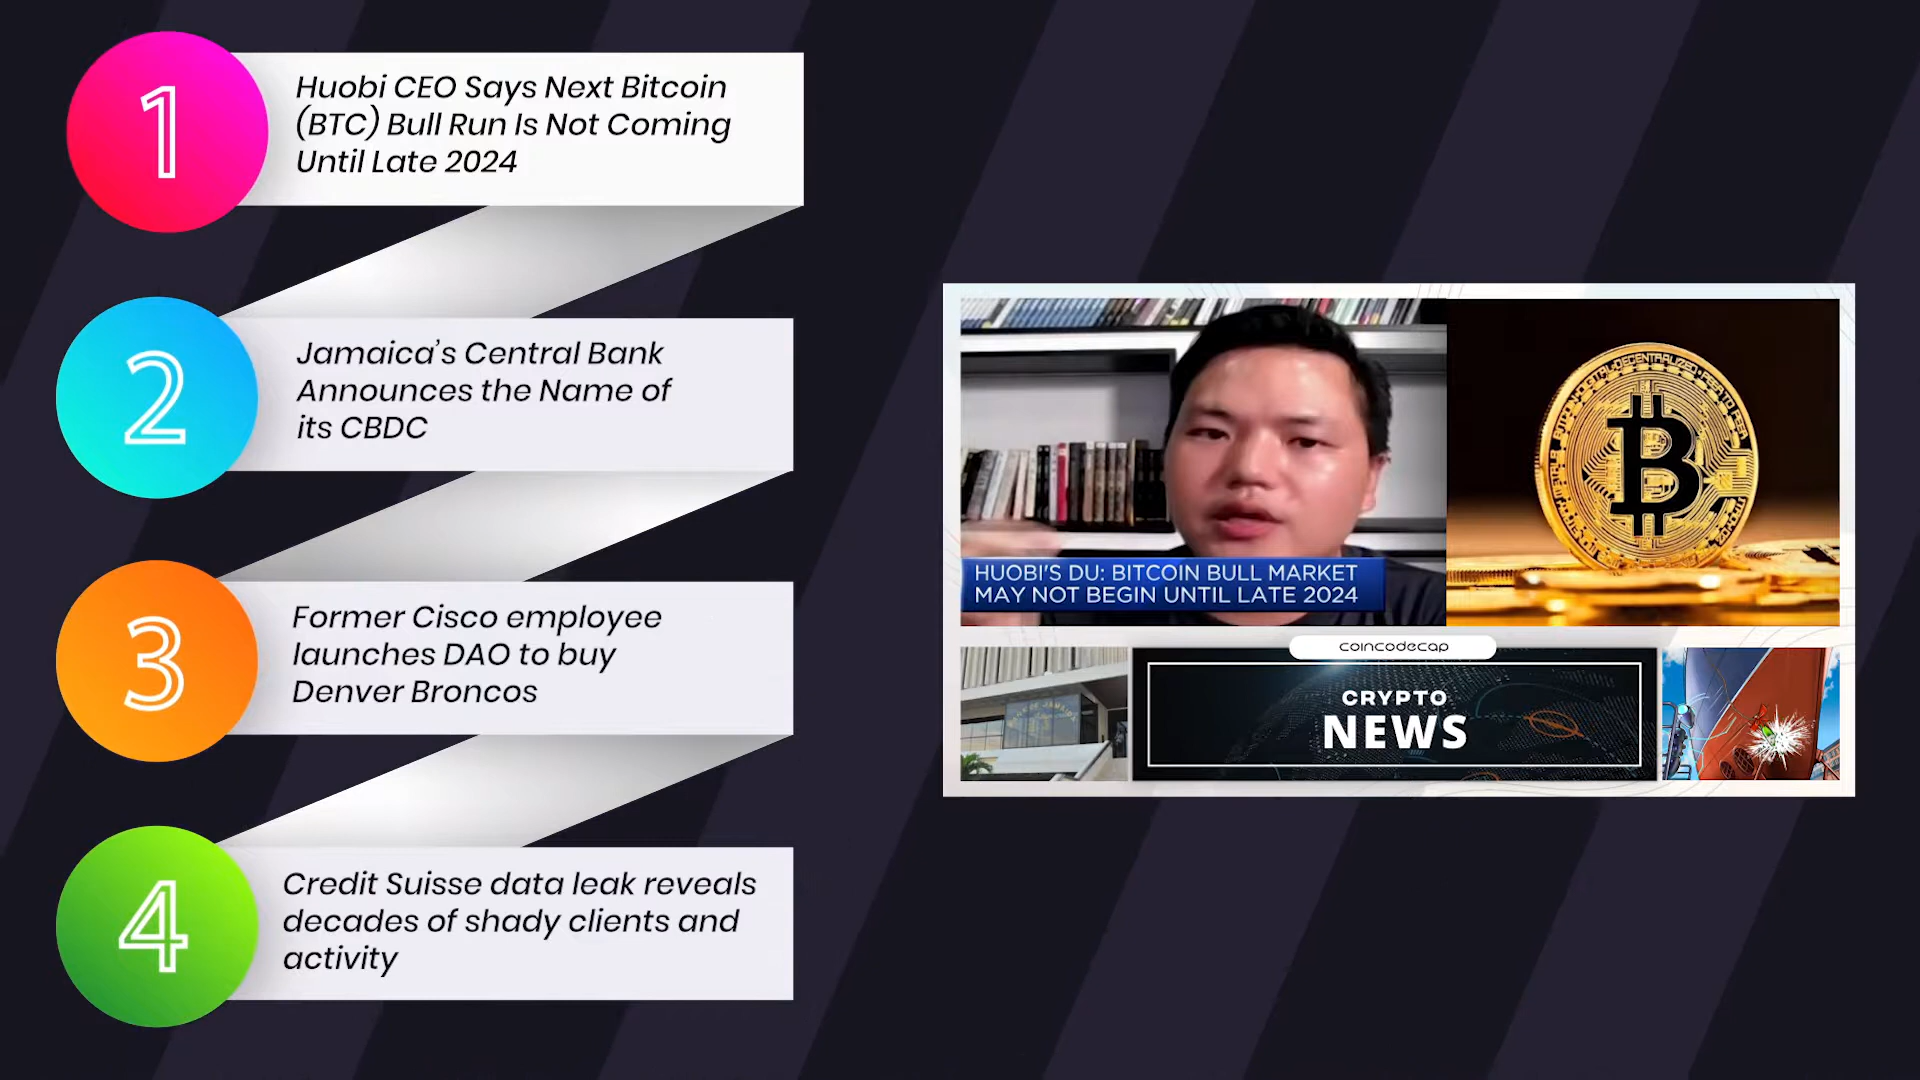 1
Huobi CEO Says Next Bitcoin
(BTC) Bull Run Is Not Coming
Until Late 2024
2
Jamaica's Central Bank
Announces the Name of
its CBDC
3
Former Cisco employee
launches DAO to buy
Denver Broncos
4
Credit Suisse data leak reveals
decades of shady clients and
activity
HUOBI'S DU: BITCOIN BULL MARKET
MAY NOT BEGIN UNTIL LATE 2024
coincodecap
CRYPTO
NEWS